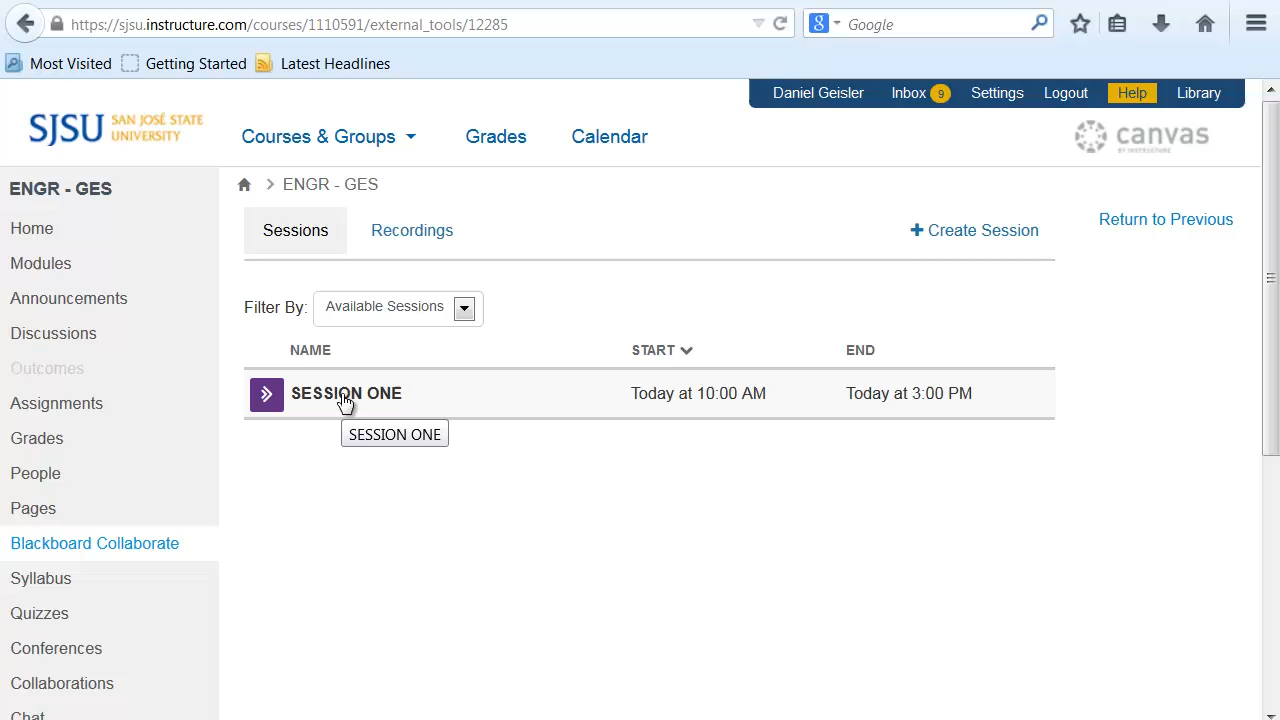 https://sjsu.instructure.com/courses/1110591/external_tools/12285
Google
Most Visited
Getting Started
Latest Headlines
Daniel Geisler
Inbox 9
Settings
Logout
Help
Library
SJSU SAN JOSÉ STATE UNIVERSITY
Courses & Groups
Grades
Calendar
canvas
BY INSTRUCTURE
ENGR - GES
Home
Modules
Announcements
Discussions
Outcomes
Assignments
Grades
People
Pages
Blackboard Collaborate
Syllabus
Quizzes
Conferences
Collaborations
Chat
ENGR - GES
Sessions
Recordings
+ Create Session
Return to Previous
Filter By: Available Sessions
NAME START END
SESSION ONE Today at 10:00 AM Today at 3:00 PM
SESSION ONE